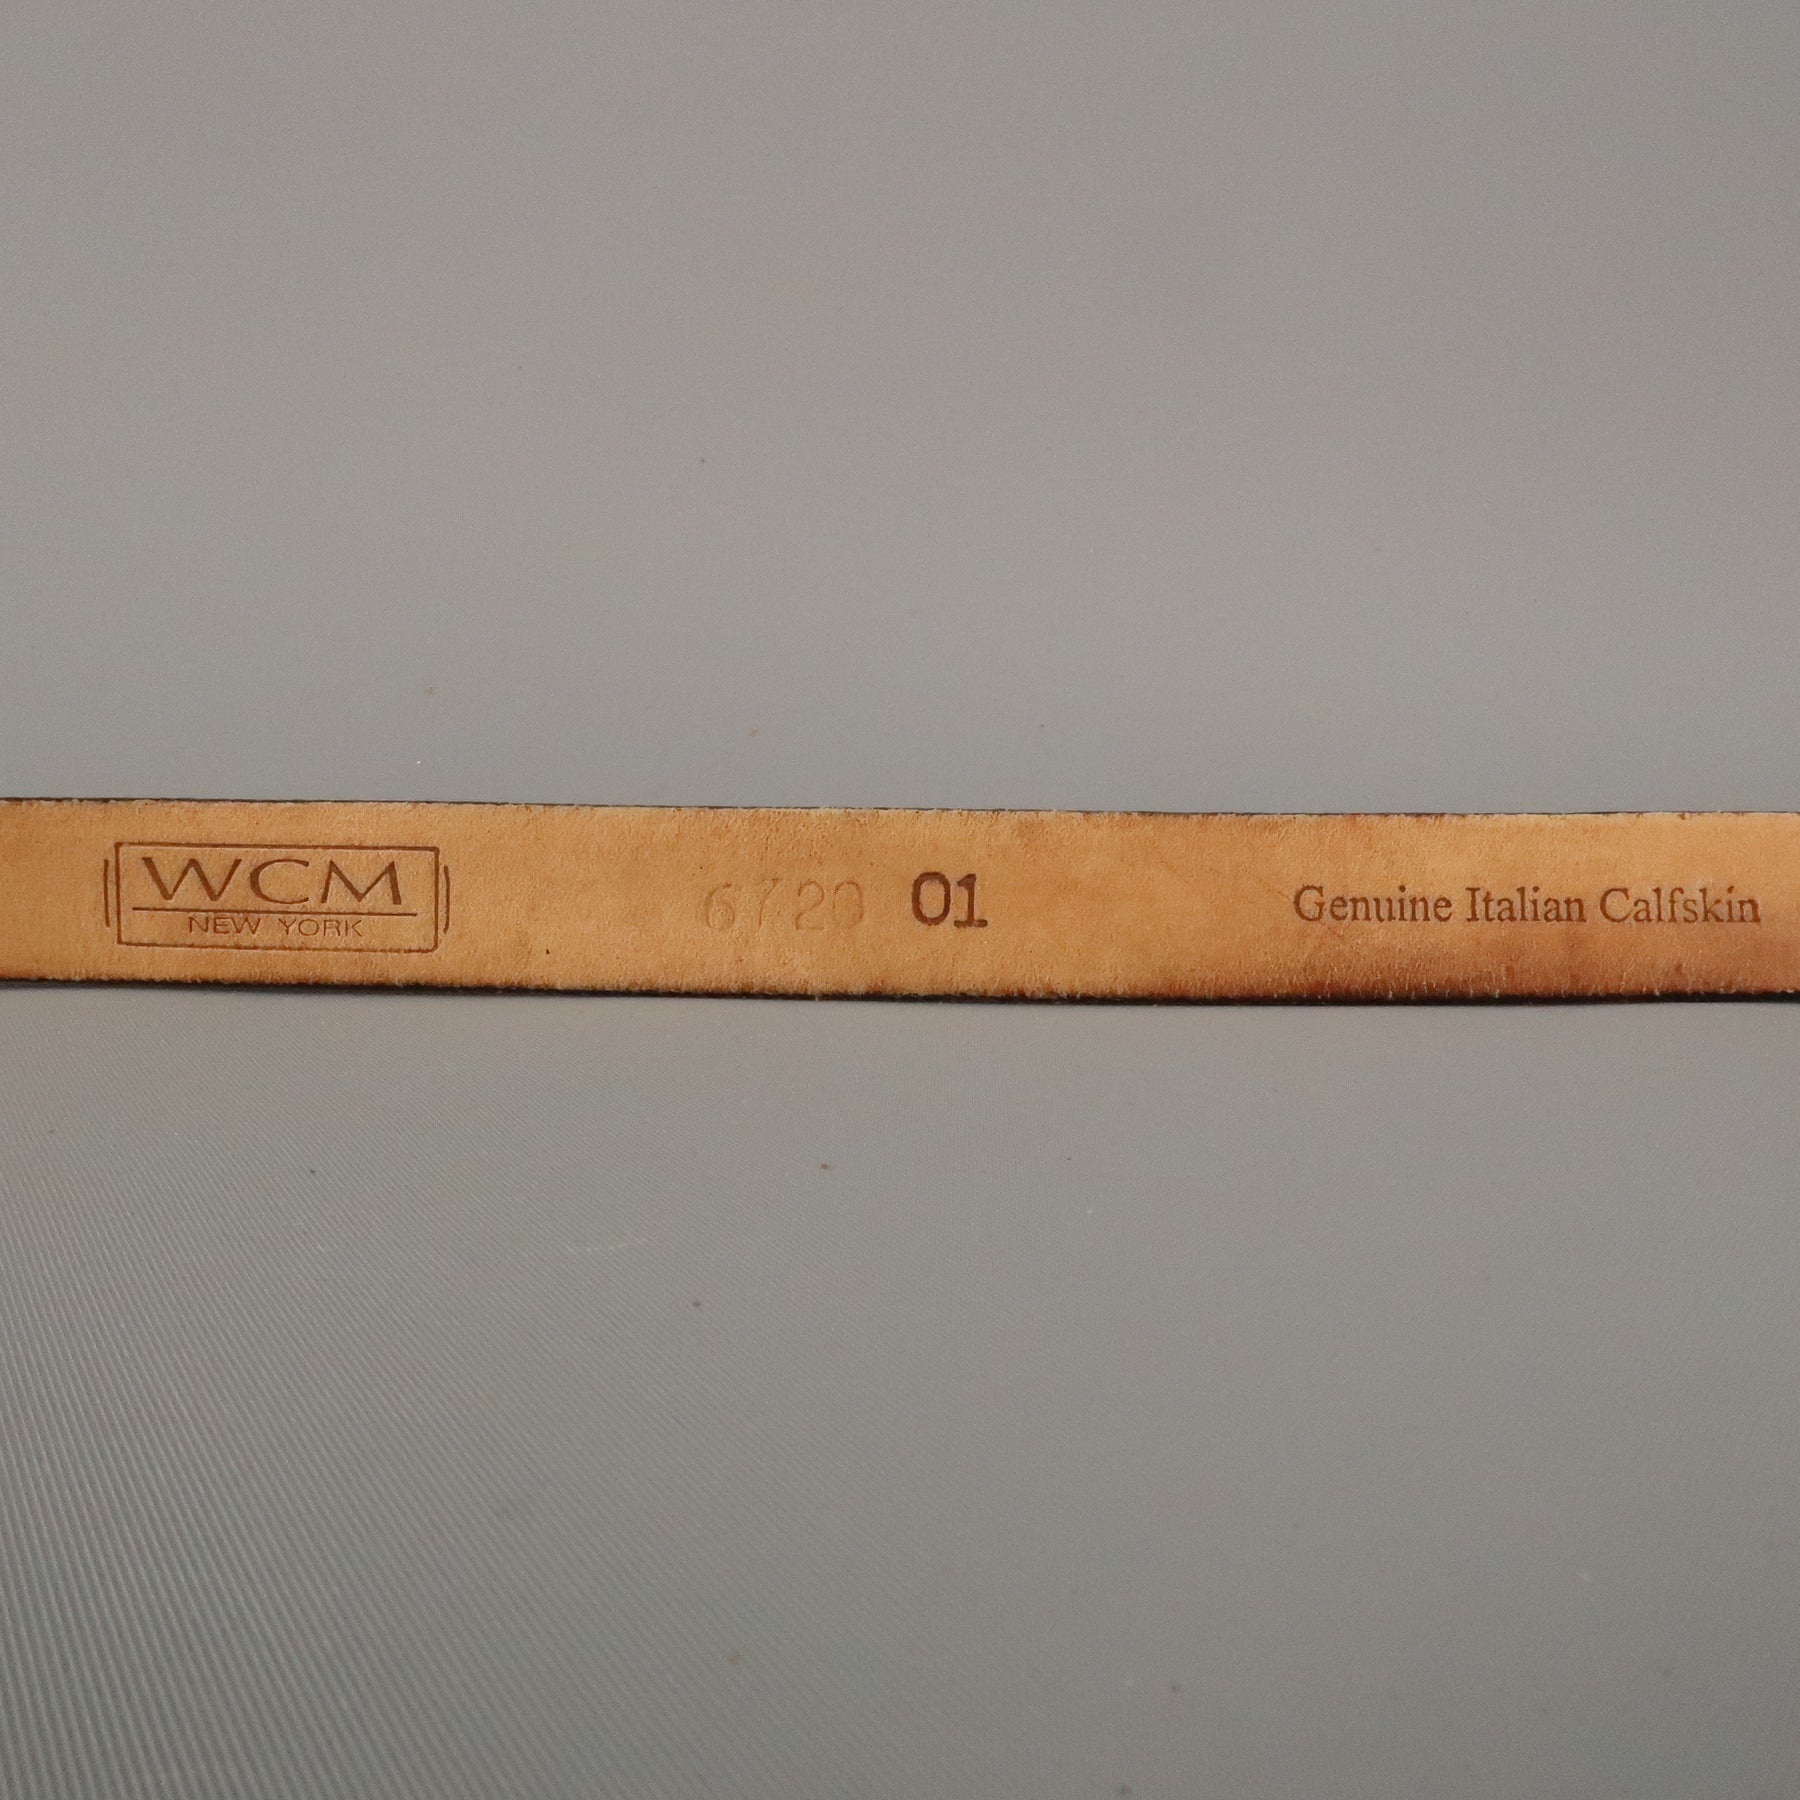 WCM
NEW YORK
6720 01
Genuine Italian Calfskin